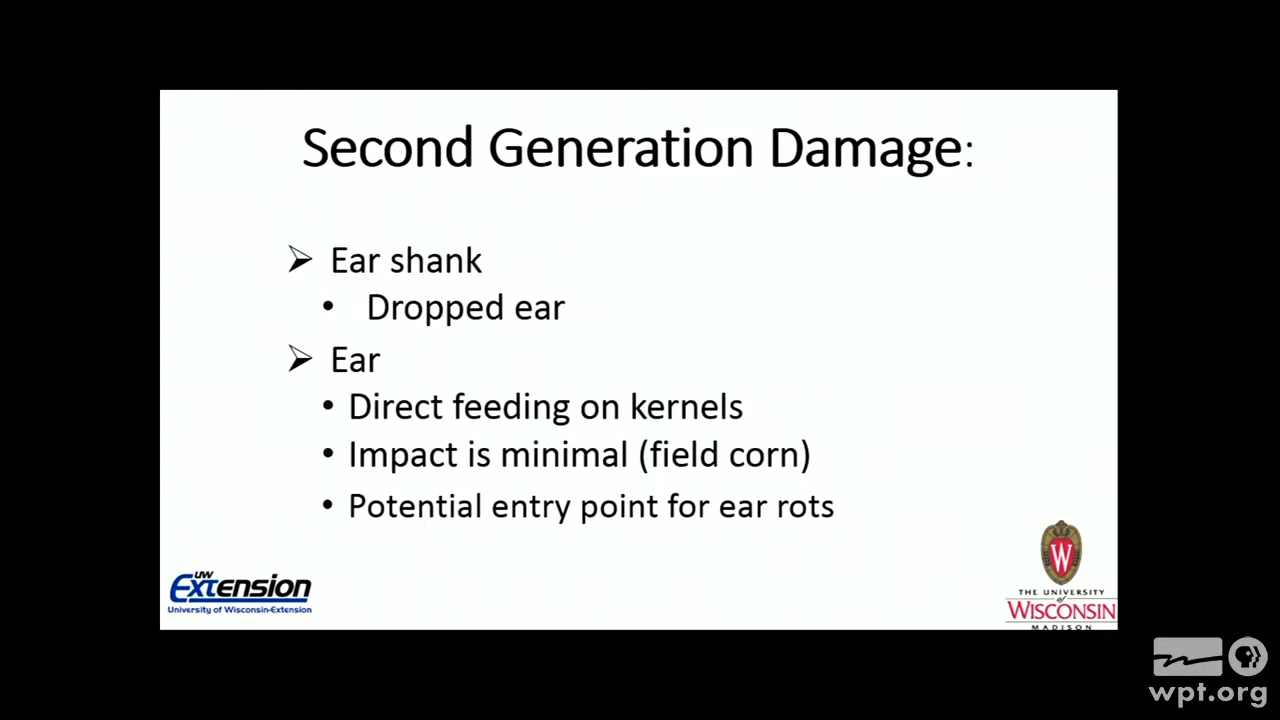 Second Generation Damage:
➢ Ear shank
• Dropped ear
➢ Ear
• Direct feeding on kernels
• Impact is minimal (field corn)
• Potential entry point for ear rots
UW
Extension
University of Wisconsin-Extension
W
THE UNIVERSITY
of
WISCONSIN
MADISON
wpt.org